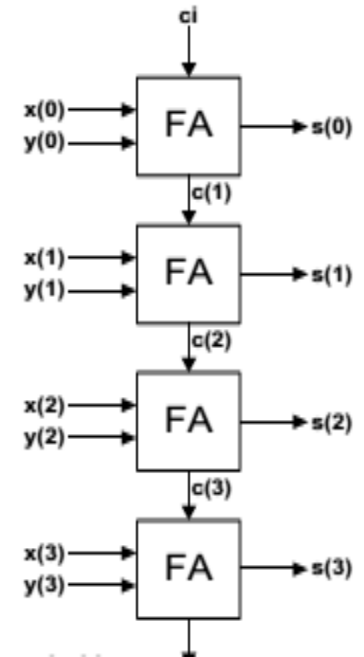 ci
x(0)
y(0)
FA
s(0)
c(1)
x(1)
y(1)
FA
s(1)
c(2)
x(2)
y(2)
FA
s(2)
c(3)
x(3)
y(3)
FA
s(3)